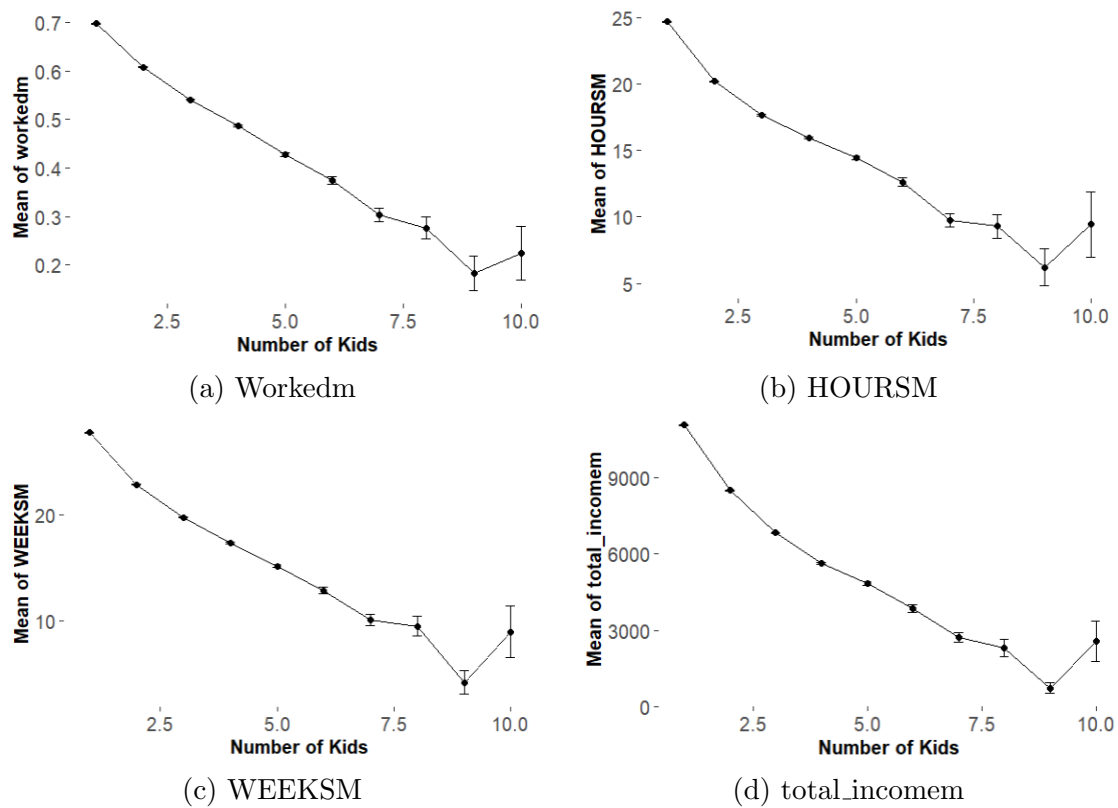 Mean of workedm
0.7
0.6
0.5
0.4
0.3
0.2
2.5 5.0 7.5 10.0
Number of Kids
(a) Workedm
Mean of HOURSM
25
20
15
10
5
2.5 5.0 7.5 10.0
Number of Kids
(b) HOURSM
Mean of WEEKSM
20
10
2.5 5.0 7.5 10.0
Number of Kids
(c) WEEKSM
Mean of total_incomem
9000
6000
3000
0
2.5 5.0 7.5 10.0
Number of Kids
(d) total_incomem